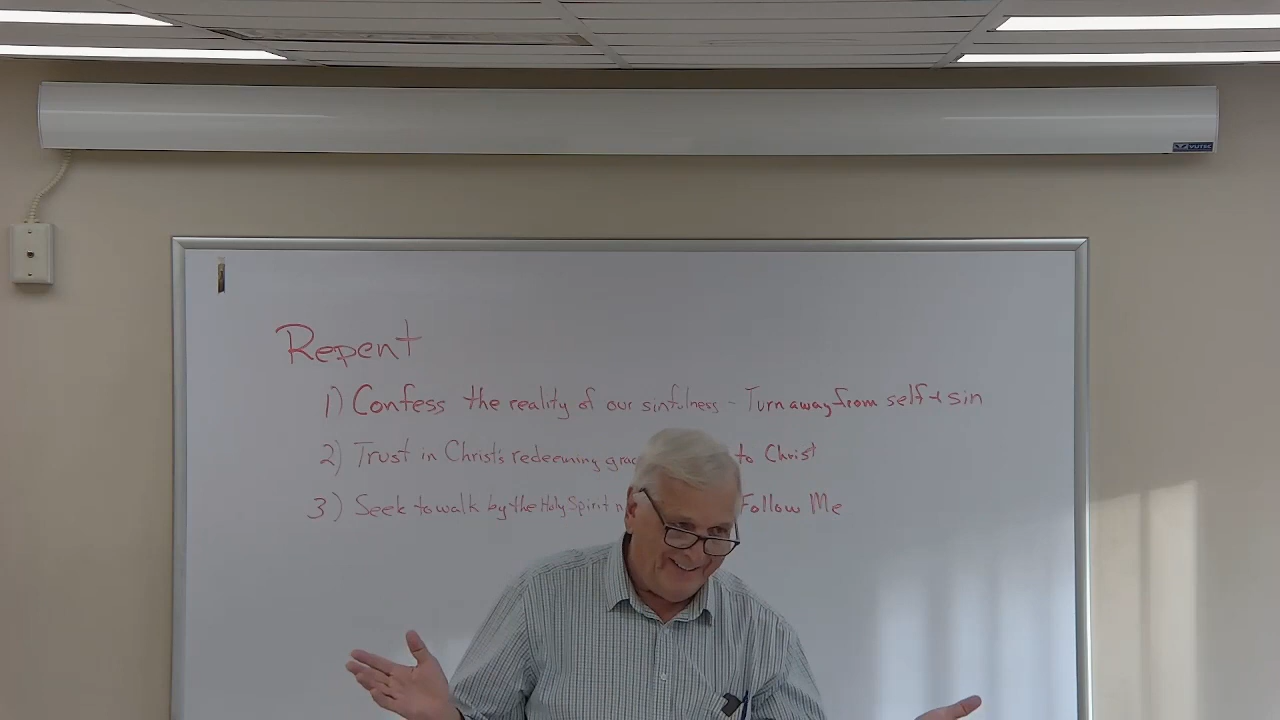 VUTEC
Repent
1) Confess the reality of our sinfulness - Turn away from self + sin
2) Trust in Christ's redeeming to Christ
3) Seek to walk by the Holy Spirit Follow Me